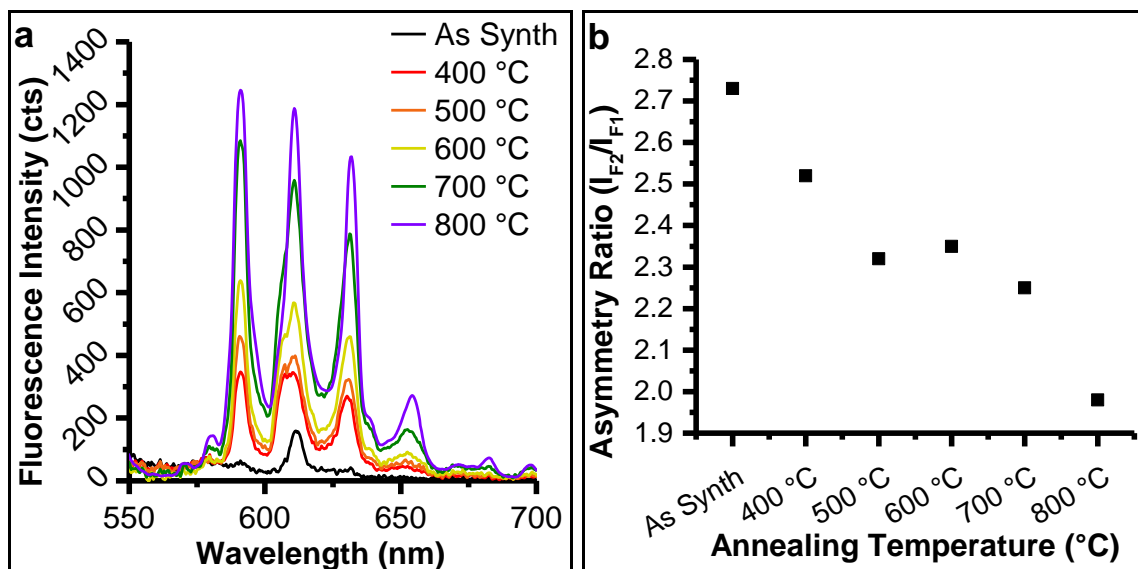 a
As Synth
400 °C
500 °C
600 °C
700 °C
800 °C
Fluorescence Intensity (cts)
1400
1200
1000
800
600
400
200
0
550
600
650
700
Wavelength (nm)
b
Asymmetry Ratio (I_F2/I_F1)
2.8
2.7
2.6
2.5
2.4
2.3
2.2
2.1
2.0
1.9
As Synth
400 °C
500 °C
600 °C
700 °C
800 °C
Annealing Temperature (°C)